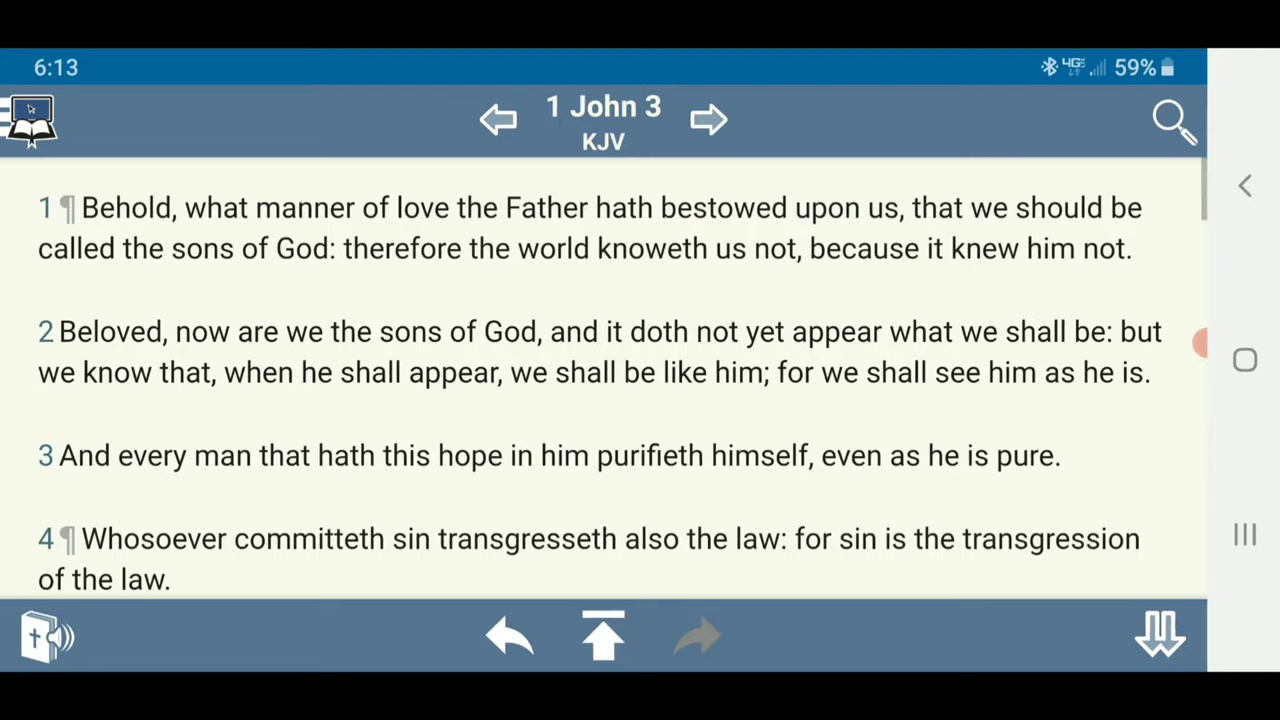 6:13
4G 59%
1 John 3
KJV
1 ¶ Behold, what manner of love the Father hath bestowed upon us, that we should be
called the sons of God: therefore the world knoweth us not, because it knew him not.
2 Beloved, now are we the sons of God, and it doth not yet appear what we shall be: but
we know that, when he shall appear, we shall be like him; for we shall see him as he is.
3 And every man that hath this hope in him purifieth himself, even as he is pure.
4 ¶ Whosoever committeth sin transgresseth also the law: for sin is the transgression
of the law.